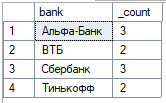 bank _count
1 Альфа-Банк 3
2 ВТБ 2
3 Сбербанк 3
4 Тинькофф 2